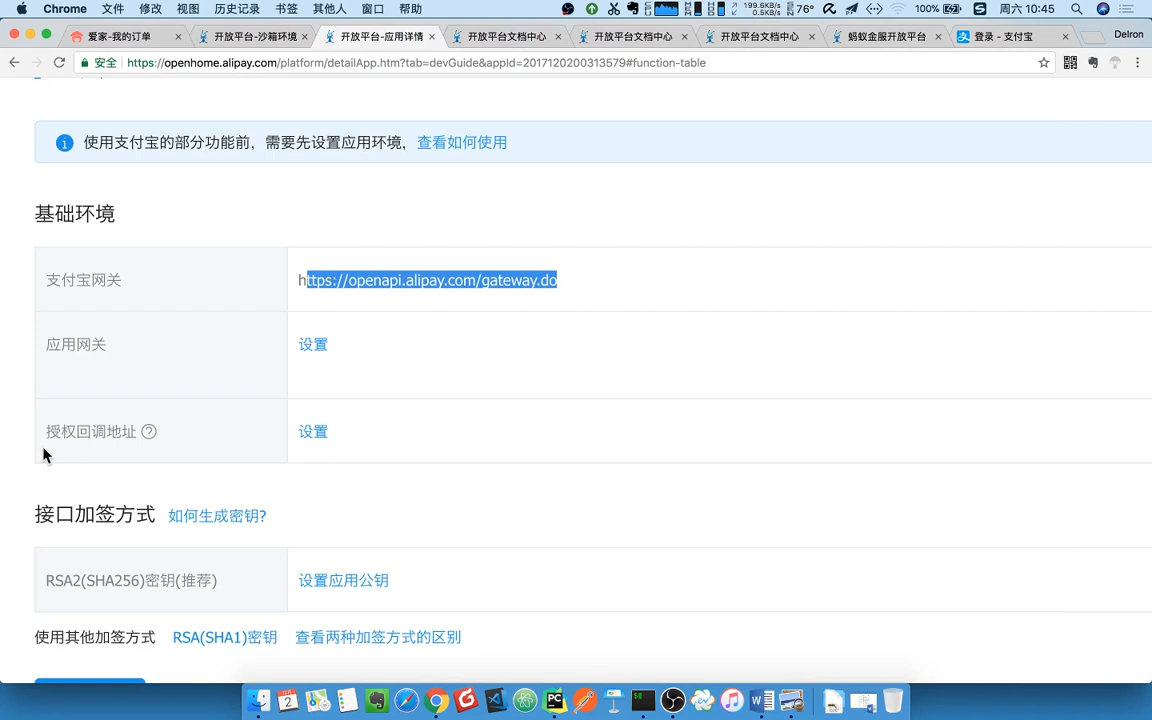 Chrome 文件 修改 视图 历史记录 书签 其他人 窗口 帮助 199.6KB/s 0.5KB/s 76° 100% 周六 10:45
爱家-我的订单 开放平台-沙箱环境 开放平台-应用详情 开放平台文档中心 开放平台文档中心 开放平台文档中心 蚂蚁金服开放平台 登录 - 支付宝 Delron
安全 https://openhome.alipay.com/platform/detailApp.htm?tab=devGuide&appId=2017120200313579#function-table
使用支付宝的部分功能前，需要先设置应用环境，查看如何使用
基础环境
支付宝网关 https://openapi.alipay.com/gateway.do
应用网关 设置
授权回调地址 ? 设置
接口加签方式 如何生成密钥?
RSA2(SHA256)密钥(推荐) 设置应用公钥
使用其他加签方式 RSA(SHA1)密钥 查看两种加签方式的区别